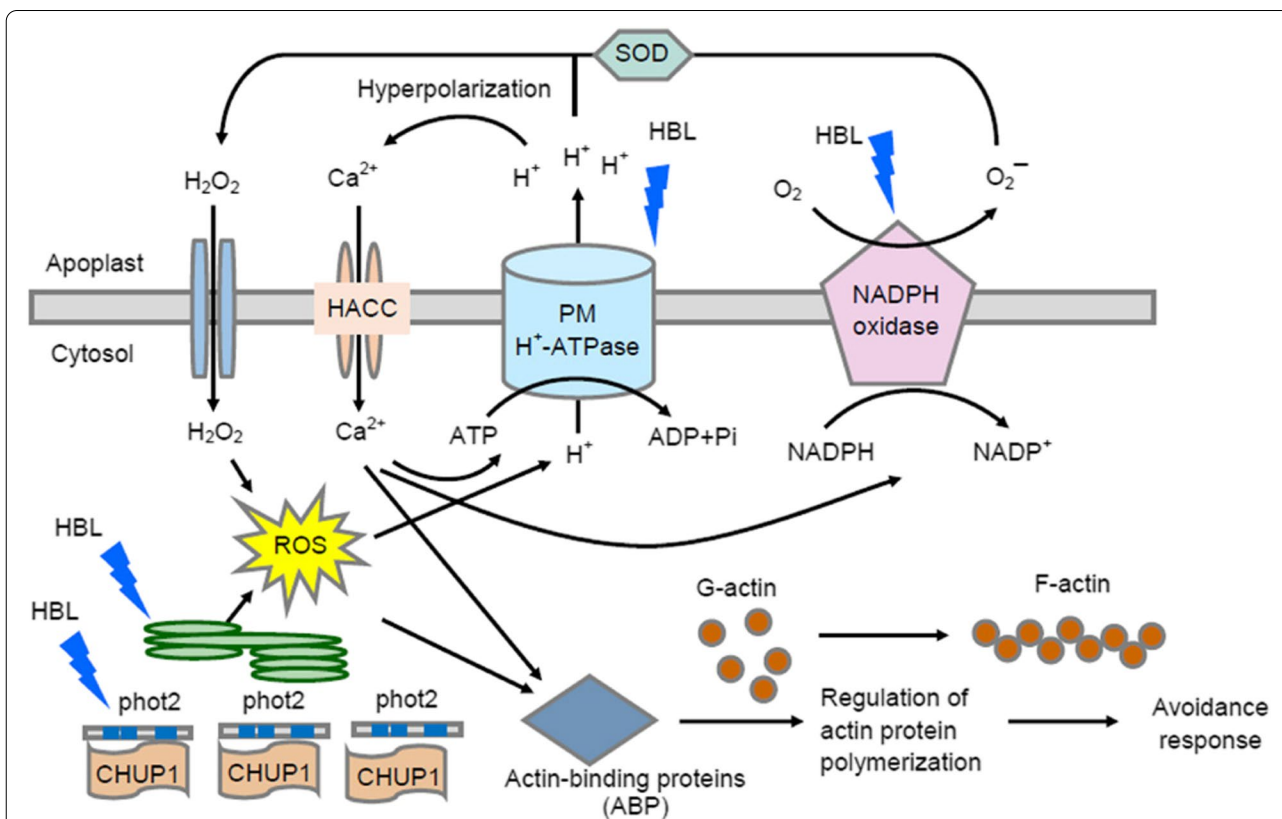 SOD
Hyperpolarization
HBL
HBL
H₂O₂
Ca²⁺
H⁺
H⁺
H⁺
O₂
O₂⁻
Apoplast
Cytosol
HACC
PM
H⁺-ATPase
NADPH
oxidase
H₂O₂
Ca²⁺
ATP
H⁺
ADP+Pi
NADPH
NADP⁺
HBL
ROS
HBL
G-actin
F-actin
phot2
phot2
phot2
CHUP1
CHUP1
CHUP1
Actin-binding proteins
(ABP)
Regulation of
actin protein
polymerization
Avoidance
response